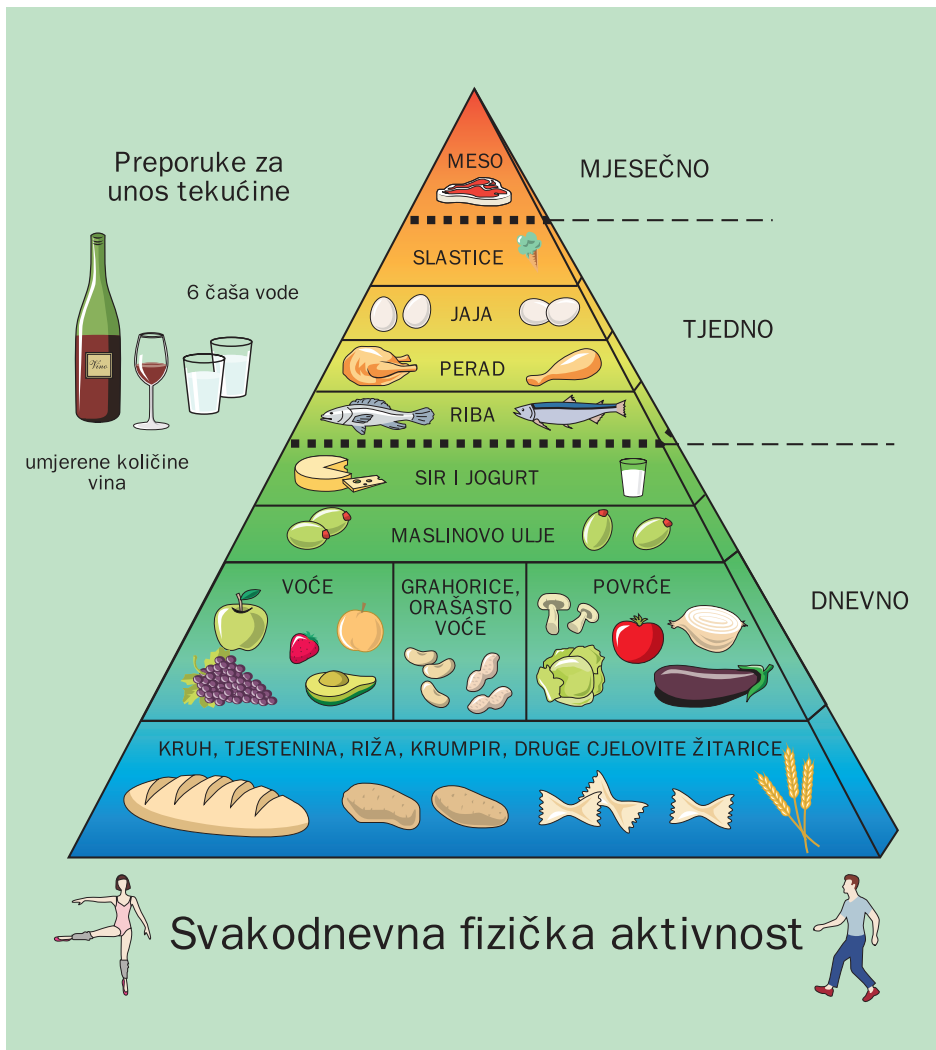 Preporuke za
unos tekućine
6 čaša vode
Vino
umjerene količine
vina
MESO
MJESEČNO
SLASTICE
JAJA
TJEDNO
PERAD
RIBA
SIR I JOGURT
MASLINOVO ULJE
VOĆE
GRAHORICE,
ORAŠASTO
VOĆE
POVRĆE
DNEVNO
KRUH, TJESTENINA, RIŽA, KRUMPIR, DRUGE CJELOVITE ŽITARICE
Svakodnevna fizička aktivnost